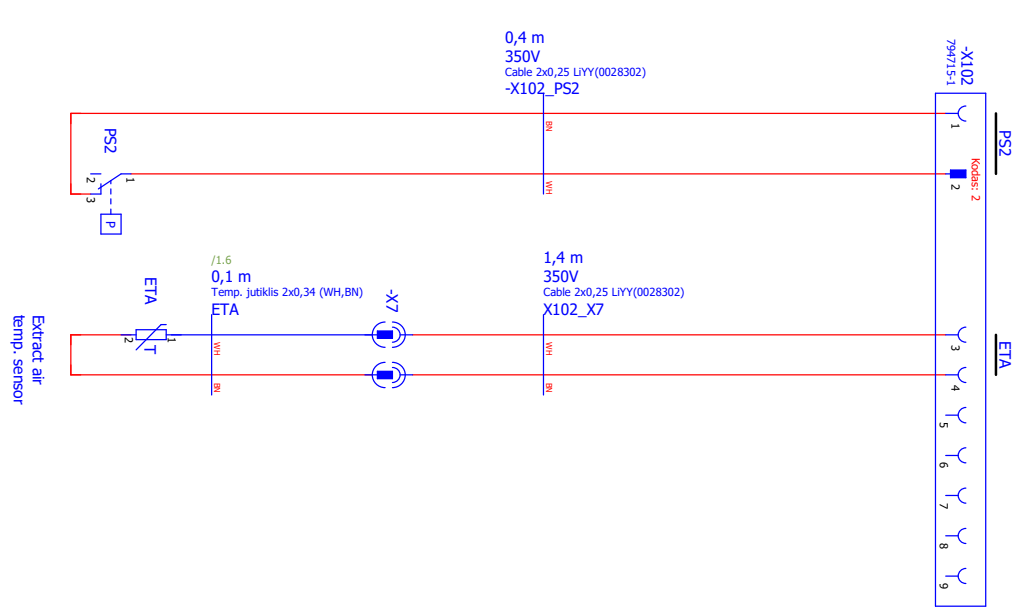 0,4 m
350V
Cable 2x0,25 LiYY(0028302)
-X102_PS2
-X102
794715-1
PS2
BN
WH
1
2
Kodas: 2
PS2
1
2
3
P
/1.6
0,1 m
Temp. jutiklis 2x0,34 (WH,BN)
ETA
1,4 m
350V
Cable 2x0,25 LiYY(0028302)
X102_X7
-X7
ETA
1
2
T
WH
BN
WH
BN
3
4
ETA
5
6
7
8
9
Extract air
temp. sensor